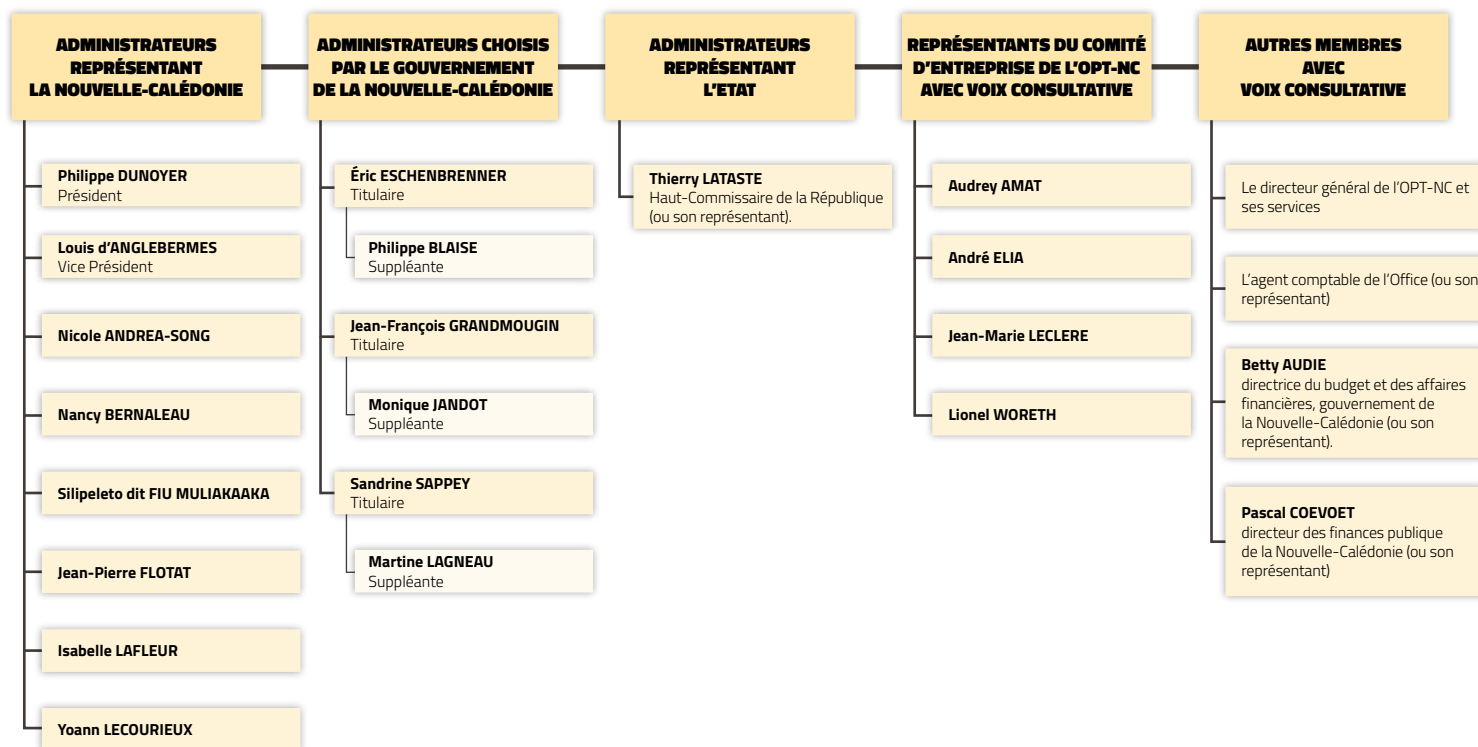 ADMINISTRATEURS
REPRÉSENTANT
LA NOUVELLE-CALÉDONIE
Philippe DUNOYER
Président
Louis d’ANGLEBERMES
Vice Président
Nicole ANDREA-SONG
Nancy BERNALEAU
Silipeleto dit FIU MULIAKAAKA
Jean-Pierre FLOTAT
Isabelle LAFLEUR
Yoann LECOURIEUX
ADMINISTRATEURS CHOISIS
PAR LE GOUVERNEMENT
DE LA NOUVELLE-CALÉDONIE
Éric ESCHENBRENNER
Titulaire
Philippe BLAISE
Suppléante
Jean-François GRANDMOUGIN
Titulaire
Monique JANDOT
Suppléante
Sandrine SAPPEY
Titulaire
Martine LAGNEAU
Suppléante
ADMINISTRATEURS
REPRÉSENTANT
L’ETAT
Thierry LATASTE
Haut-Commissaire de la République
(ou son représentant).
REPRÉSENTANTS DU COMITÉ
D’ENTREPRISE DE L’OPT-NC
AVEC VOIX CONSULTATIVE
Audrey AMAT
André ELIA
Jean-Marie LECLERE
Lionel WORETH
AUTRES MEMBRES
AVEC
VOIX CONSULTATIVE
Le directeur général de l’OPT-NC et
ses services
L’agent comptable de l’Office (ou son
représentant)
Betty AUDIE
directrice du budget et des affaires
financières, gouvernement de
la Nouvelle-Calédonie (ou son
représentant).
Pascal COEVOET
directeur des finances publique
de la Nouvelle-Calédonie (ou son
représentant)